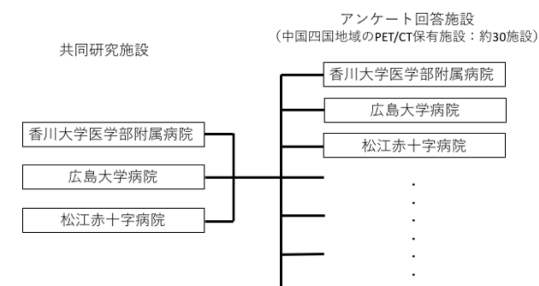 アンケート回答施設
(中国四国地域のPET/CT保有施設：約30施設)
共同研究施設
香川大学医学部附属病院
広島大学病院
松江赤十字病院
香川大学医学部附属病院
広島大学病院
松江赤十字病院